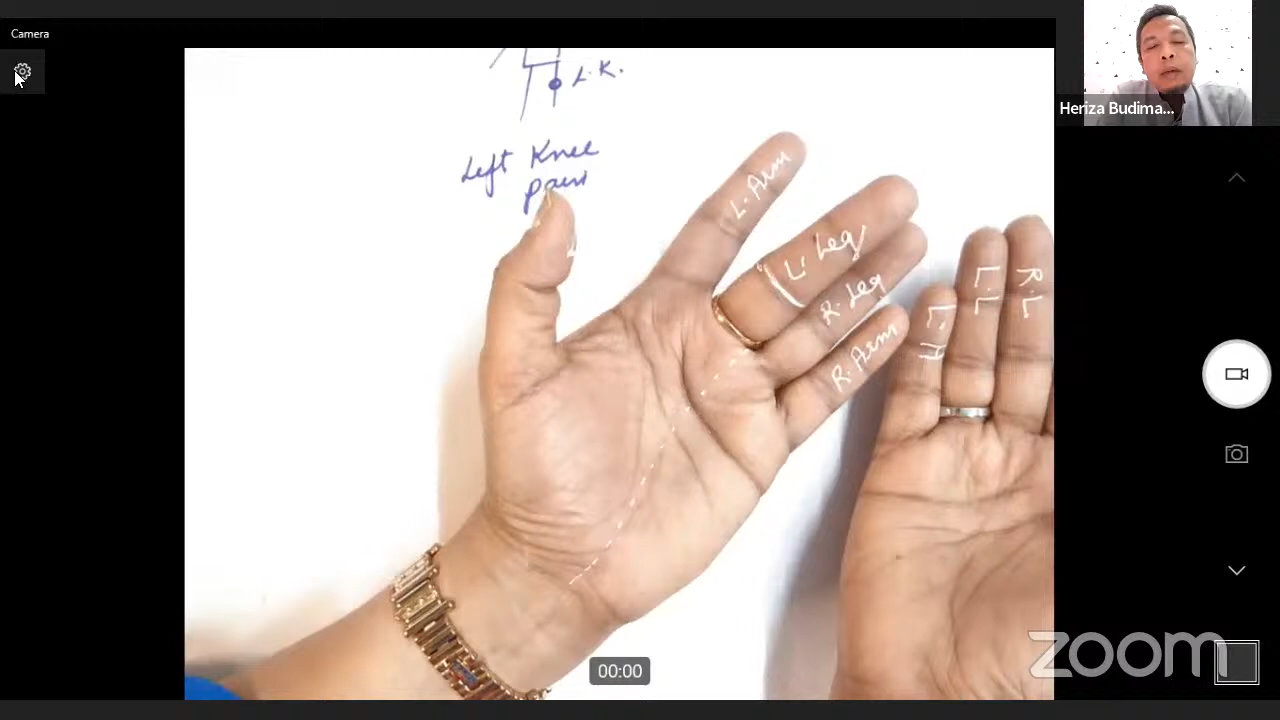 Camera
L.K.
Left Knee
pain
L. Arm
L. Leg
R. Leg
R. Arm
L.A
L.L
R.L
Heriza Budima...
00:00
zoom